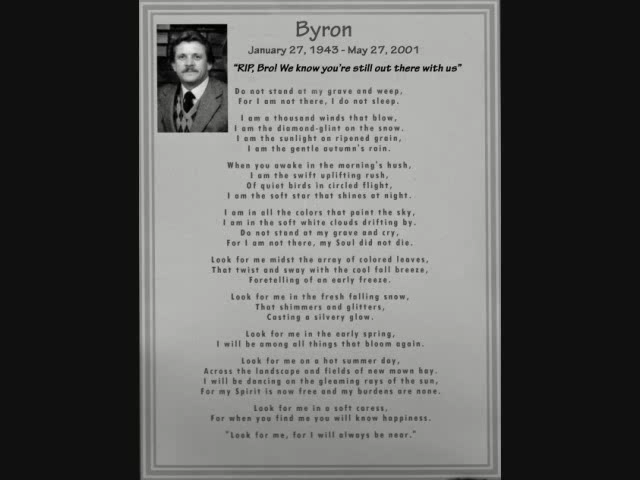 Byron
January 27, 1943 - May 27, 2001
"RIP, Bro! We know you're still out there with us"
Do not stand at my grave and weep,
For I am not there, I do not sleep.
I am a thousand winds that blow,
I am the diamond-glint on the snow.
I am the sunlight on ripened grain,
I am the gentle autumn's rain.
When you awake in the morning's hush,
I am the swift uplifting rush,
Of quiet birds in circled flight,
I am the soft star that shines at night.
I am in all the colors that paint the sky,
I am in the soft white clouds drifting by.
Do not stand at my grave and cry,
For I am not there, my Soul did not die.
Look for me midst the array of colored leaves,
That twist and sway with the cool fall breeze,
Foretelling of an early freeze.
Look for me in the fresh falling snow,
That shimmers and glitters,
Casting a silvery glow.
Look for me in the early spring,
I will be among all things that bloom again.
Look for me on a hot summer day,
Across the landscape and fields of new mown hay.
I will be dancing on the gleaming rays of the sun,
For my Spirit is now free and my burdens are none.
Look for me in a soft caress,
For when you find me you will know happiness.
"Look for me, for I will always be near."